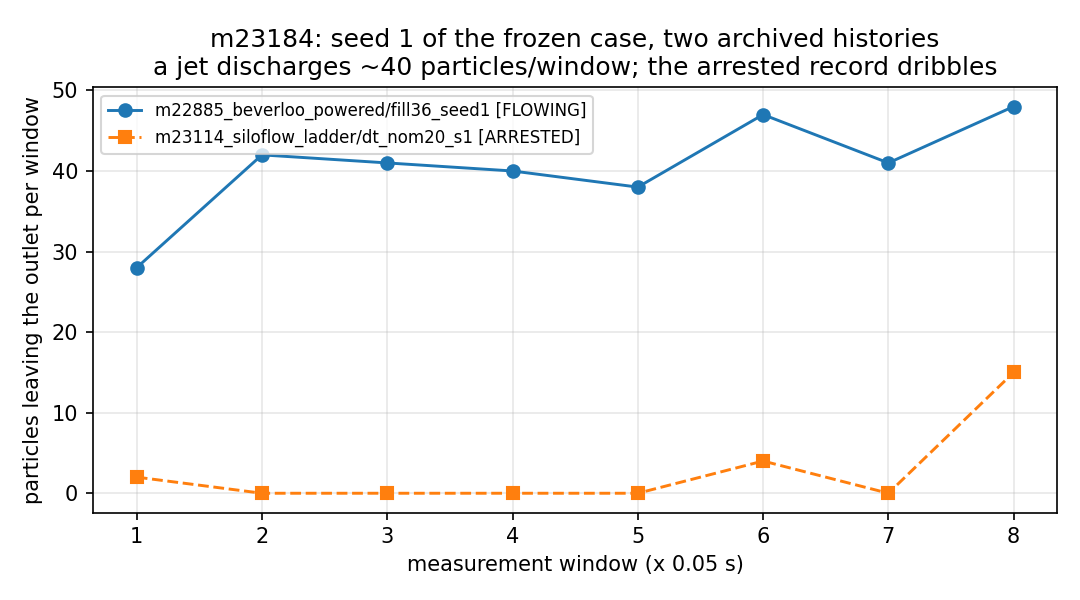 m23184: seed 1 of the frozen case, two archived histories
a jet discharges ~40 particles/window; the arrested record dribbles
particles leaving the outlet per window
50
40
30
20
10
0
m22885_beverloo_powered/fill36_seed1 [FLOWING]
m23114_siloflow_ladder/dt_nom20_s1 [ARRESTED]
1 2 3 4 5 6 7 8
measurement window (x 0.05 s)